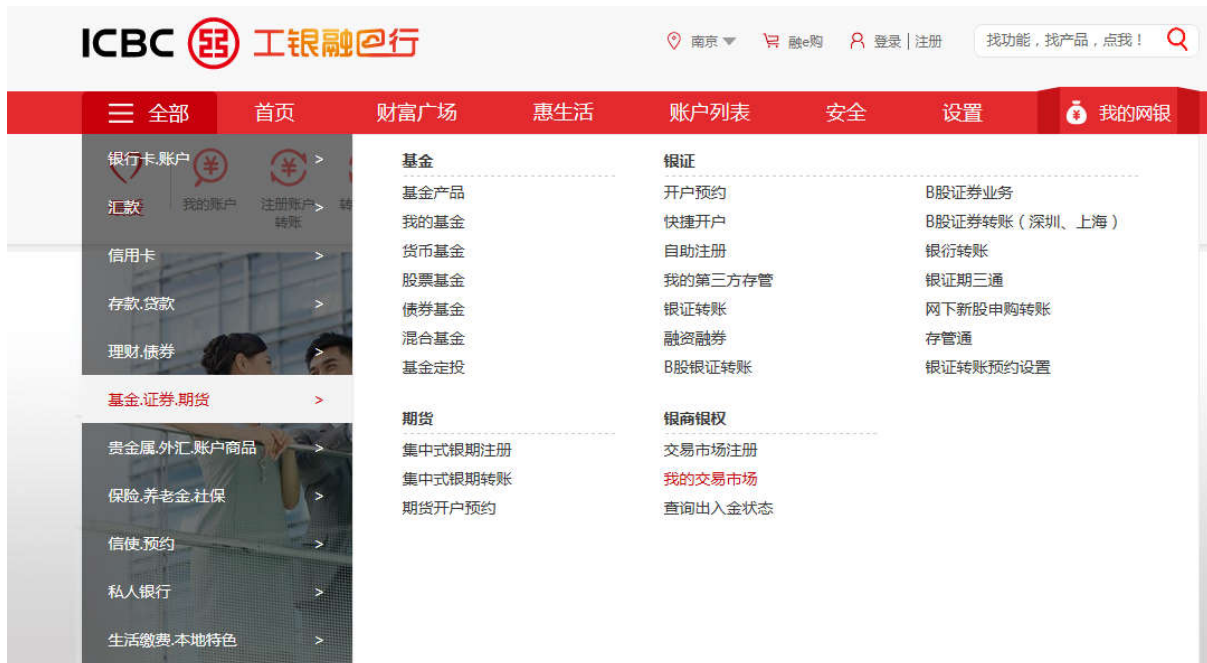 ICBC 工银融e行
南京 融e购 登录 | 注册 找功能，找产品，点我！
全部 首页 财富广场 惠生活 账户列表 安全 设置 我的网银
银行卡.账户 >
汇款 >
信用卡 >
存款.贷款 >
理财.债券 >
基金.证券.期货 >
贵金属.外汇.账户商品 >
保险.养老金.社保 >
信使.预约 >
私人银行 >
生活缴费.本地特色 >
我的账户
注册账户
转账
转
基金
基金产品
我的基金
货币基金
股票基金
债券基金
混合基金
基金定投
银证
开户预约
快捷开户
自助注册
我的第三方存管
银证转账
融资融券
B股银证转账
B股证券业务
B股证券转账（深圳、上海）
银衍转账
银证期三通
网下新股申购转账
存管通
银证转账预约设置
期货
集中式银期注册
集中式银期转账
期货开户预约
银商银权
交易市场注册
我的交易市场
查询出入金状态